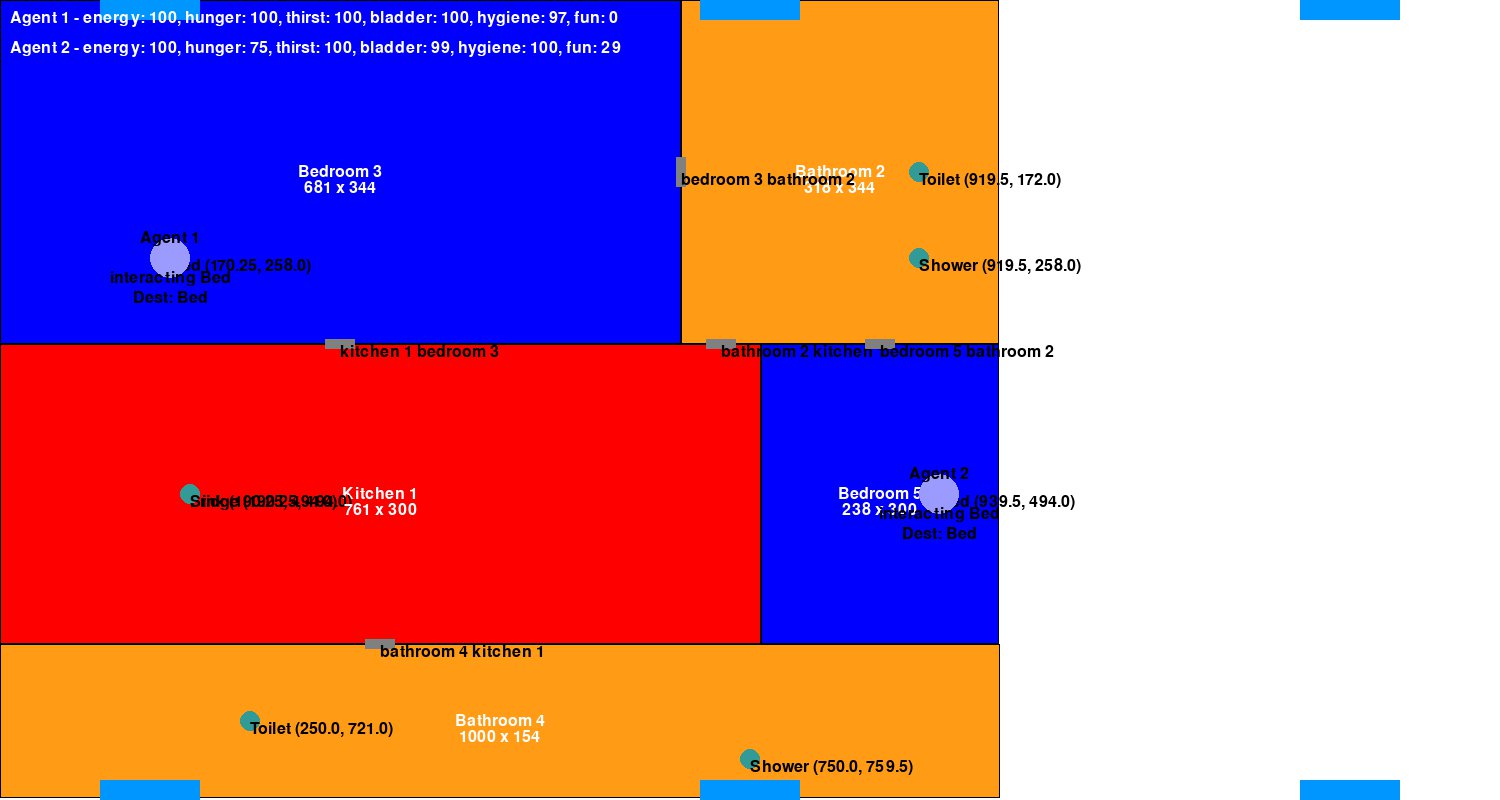 Agent 1 - energy: 100, hunger: 100, thirst: 100, bladder: 100, hygiene: 97, fun: 0
Agent 2 - energy: 100, hunger: 75, thirst: 100, bladder: 99, hygiene: 100, fun: 29
Bedroom 3
681 x 344
bedroom 3 bathroom 2
Bathroom 2
318 x 344
Toilet (919.5, 172.0)
Agent 1
(170.25, 258.0)
Interacting Bed
Dest: Bed
Shower (919.5, 258.0)
kitchen 1 bedroom 3
bathroom 2 kitchen
bedroom 5 bathroom 2
Agent 2
Kitchen 1
761 x 300
Bedroom 5
238 x 300
(939.5, 494.0)
Interacting Bed
Dest: Bed
bathroom 4 kitchen 1
Toilet (250.0, 721.0)
Bathroom 4
1000 x 154
Shower (750.0, 759.5)